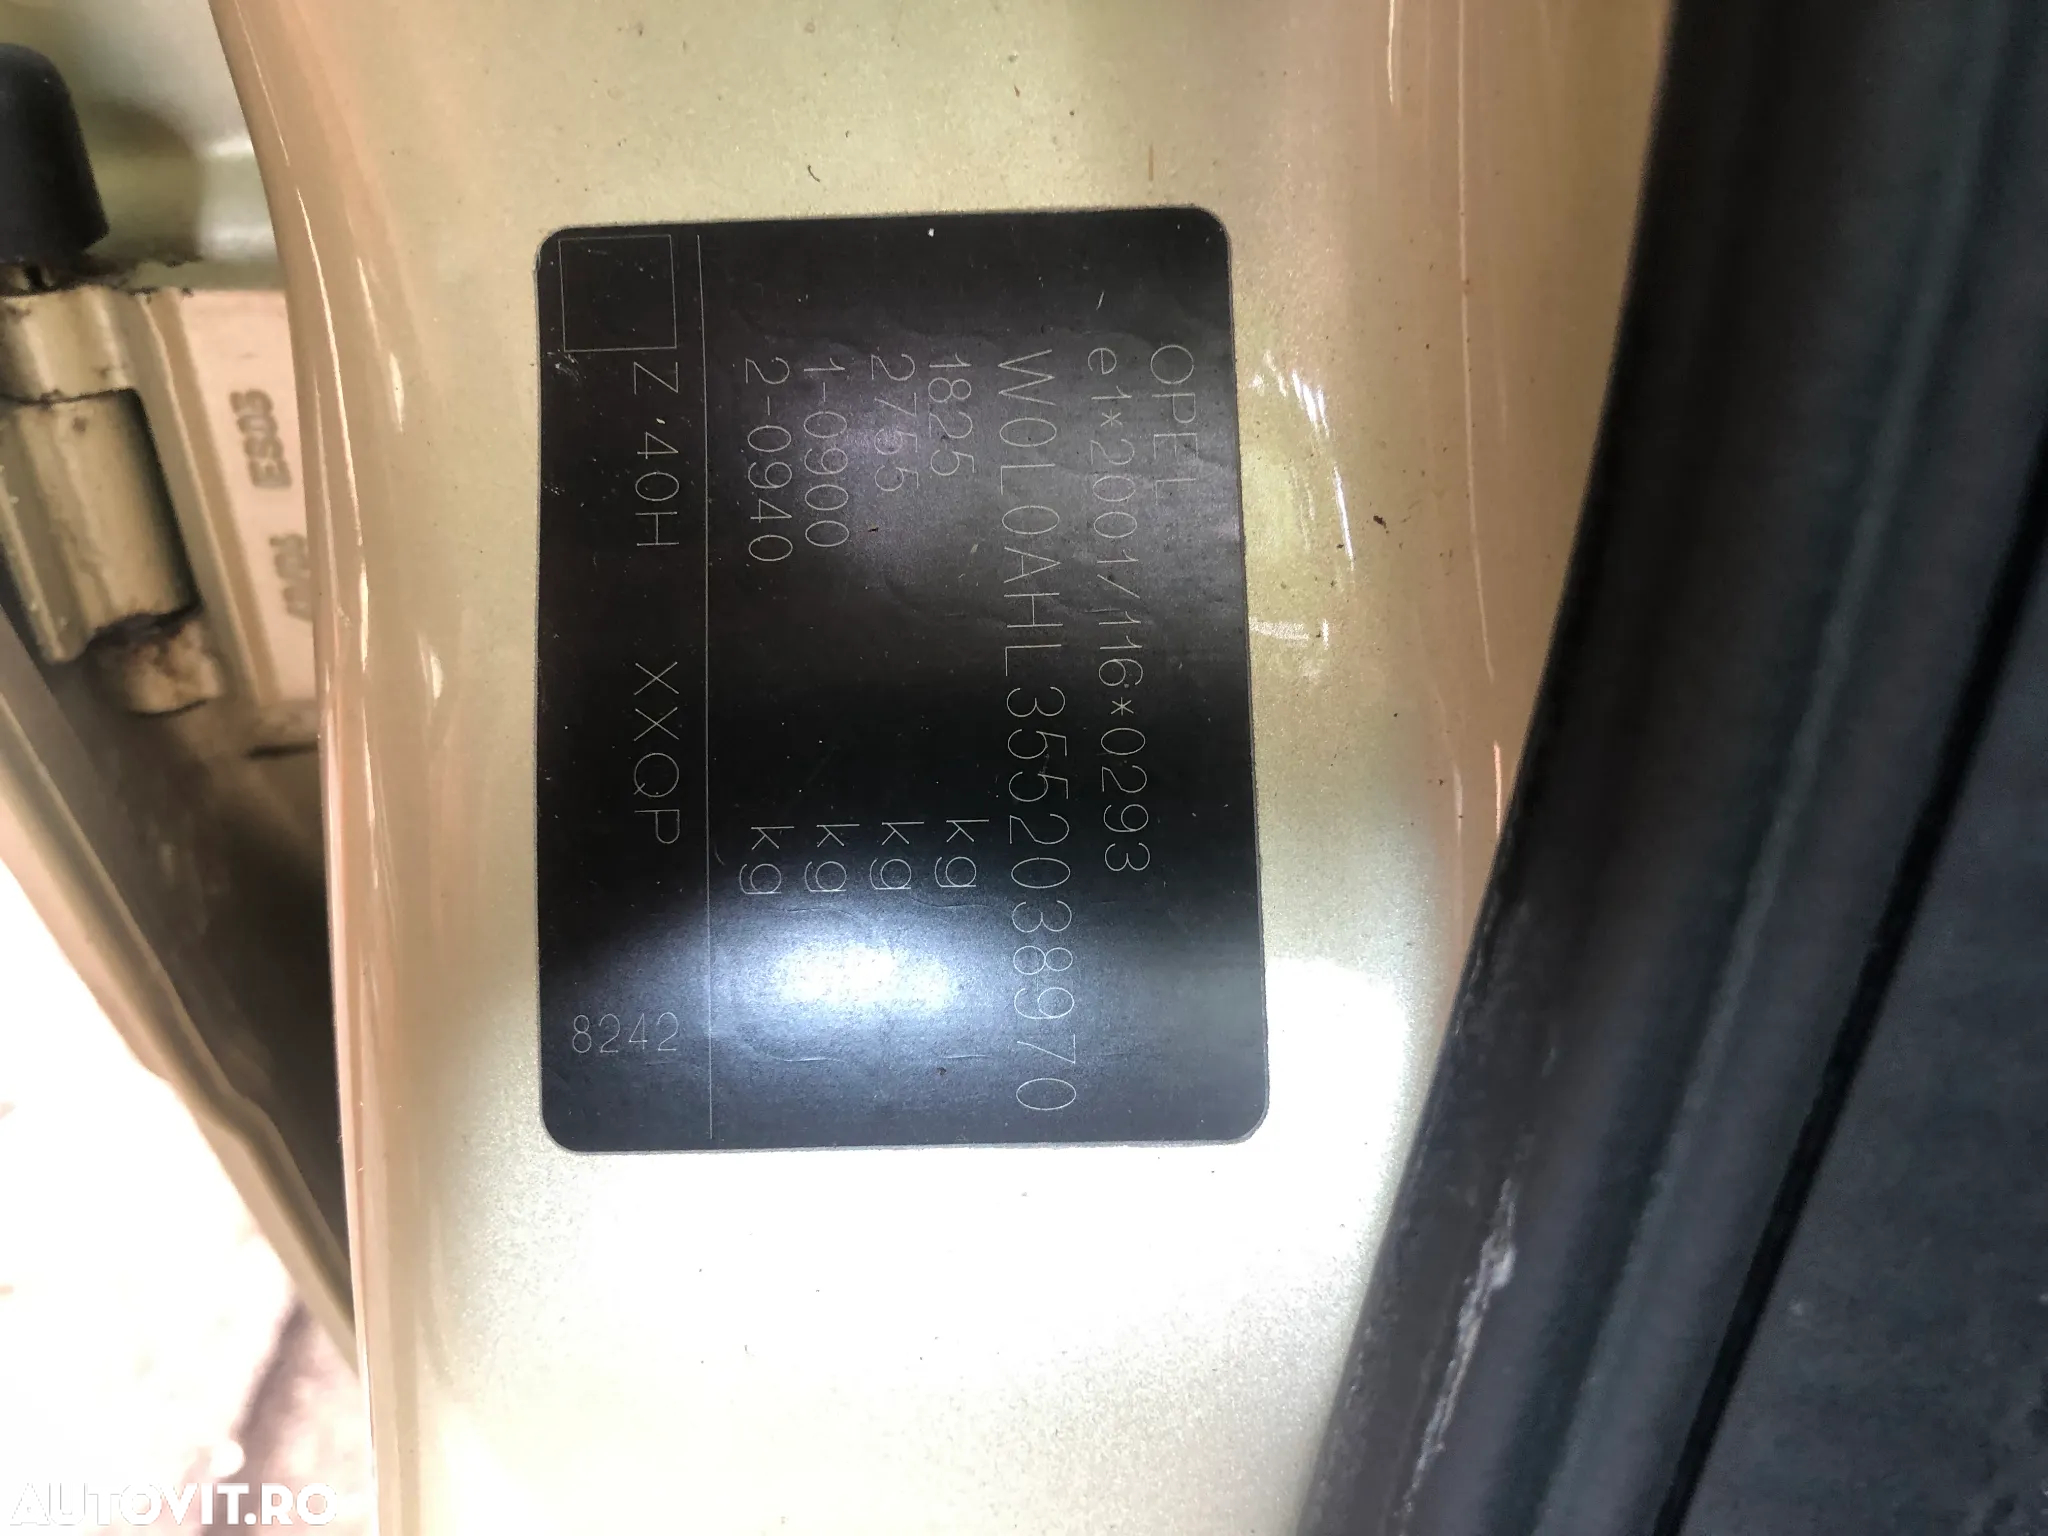 OPEL
e1*2001/116*0293
W0L0AHL3552038970
1825 kg
2755 kg
1-0900 kg
2-0940 kg
Z.40H XXQP
8242
ES05
AUTOVIT.RO